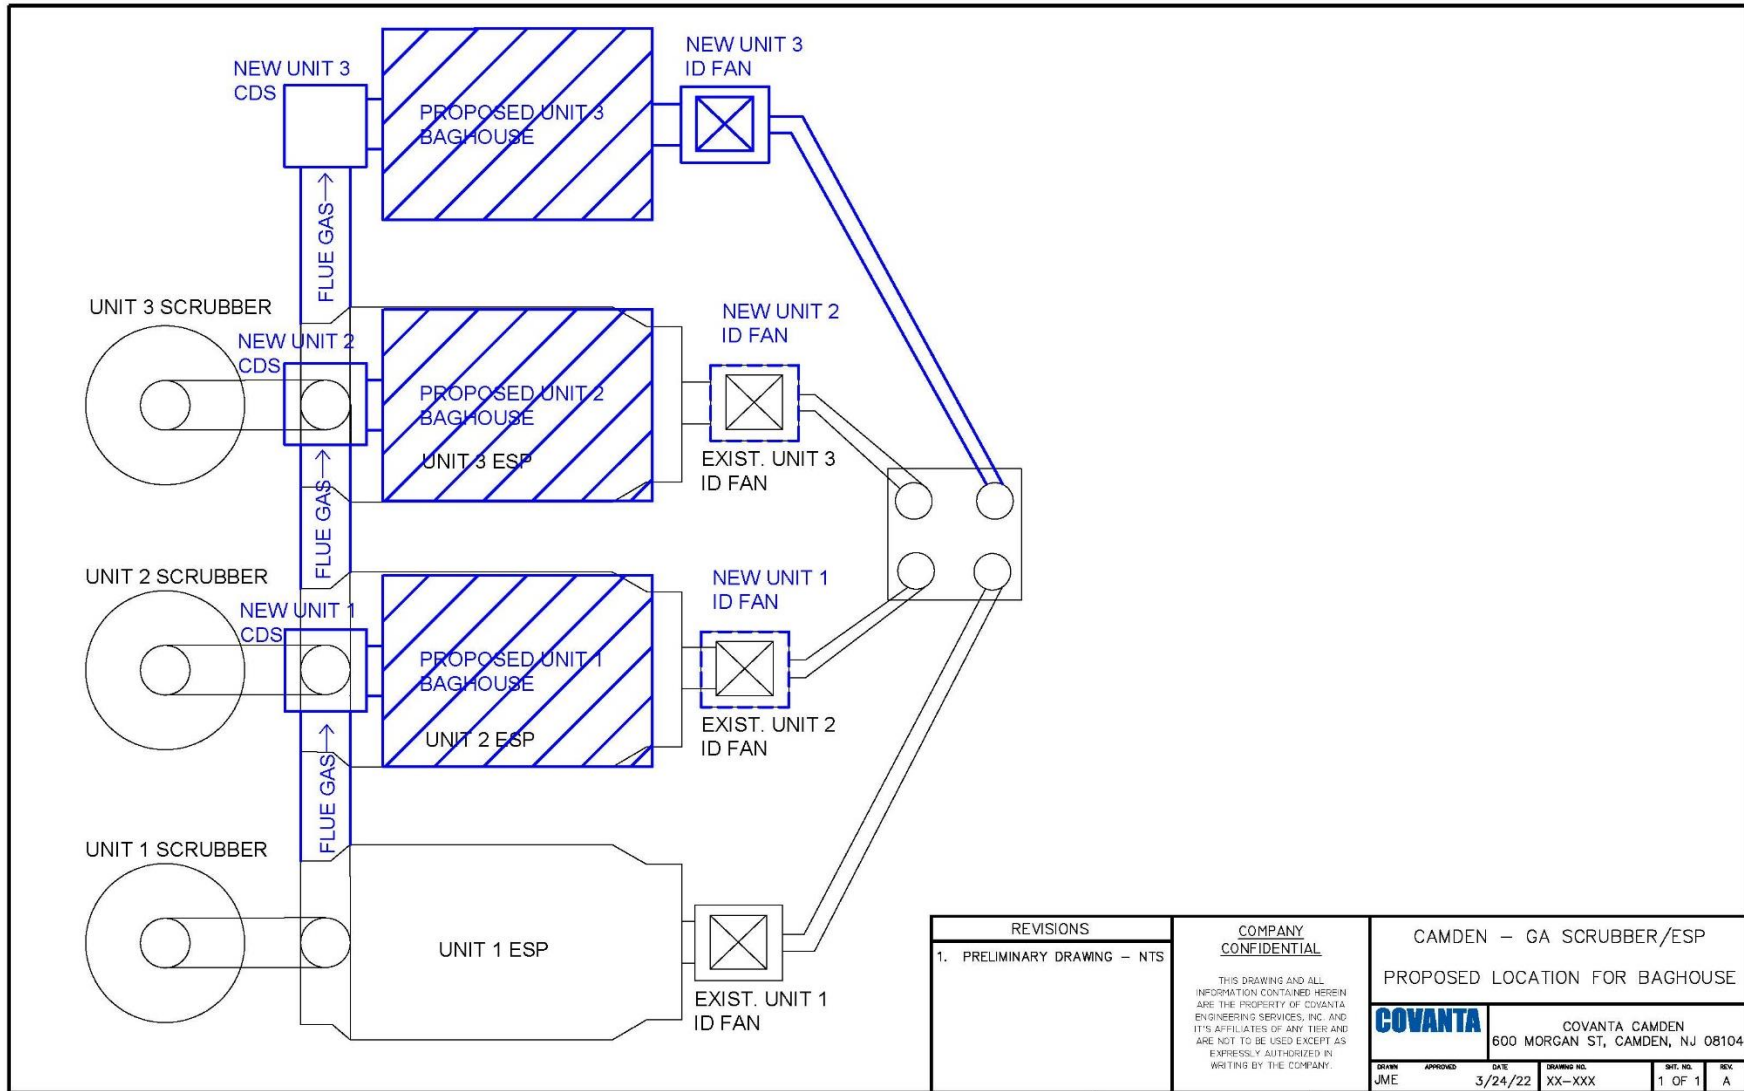 NEW UNIT 3
CDS
PROPOSED UNIT 3
BAGHOUSE
NEW UNIT 3
ID FAN
FLUE GAS→
UNIT 3 SCRUBBER
NEW UNIT 2
CDS
PROPOSED UNIT 2
BAGHOUSE
UNIT 3 ESP
NEW UNIT 2
ID FAN
EXIST. UNIT 3
ID FAN
FLUE GAS→
UNIT 2 SCRUBBER
NEW UNIT 1
CDS
PROPOSED UNIT 1
BAGHOUSE
UNIT 2 ESP
NEW UNIT 1
ID FAN
EXIST. UNIT 2
ID FAN
FLUE GAS→
UNIT 1 SCRUBBER
UNIT 1 ESP
EXIST. UNIT 1
ID FAN
REVISIONS
1. PRELIMINARY DRAWING – NTS
COMPANY
CONFIDENTIAL
THIS DRAWING AND ALL
INFORMATION CONTAINED HEREIN
ARE THE PROPERTY OF COVANTA
ENGINEERING SERVICES, INC. AND
IT'S AFFILIATES OF ANY TIER AND
ARE NOT TO BE USED EXCEPT AS
EXPRESSLY AUTHORIZED IN
WRITING BY THE COMPANY.
CAMDEN – GA SCRUBBER/ESP
PROPOSED LOCATION FOR BAGHOUSE
COVANTA
COVANTA CAMDEN
600 MORGAN ST, CAMDEN, NJ 08104
DRAWN APPROVED DATE DRAWING NO. SHT. NO. REV.
JME 3/24/22 XX–XXX 1 OF 1 A